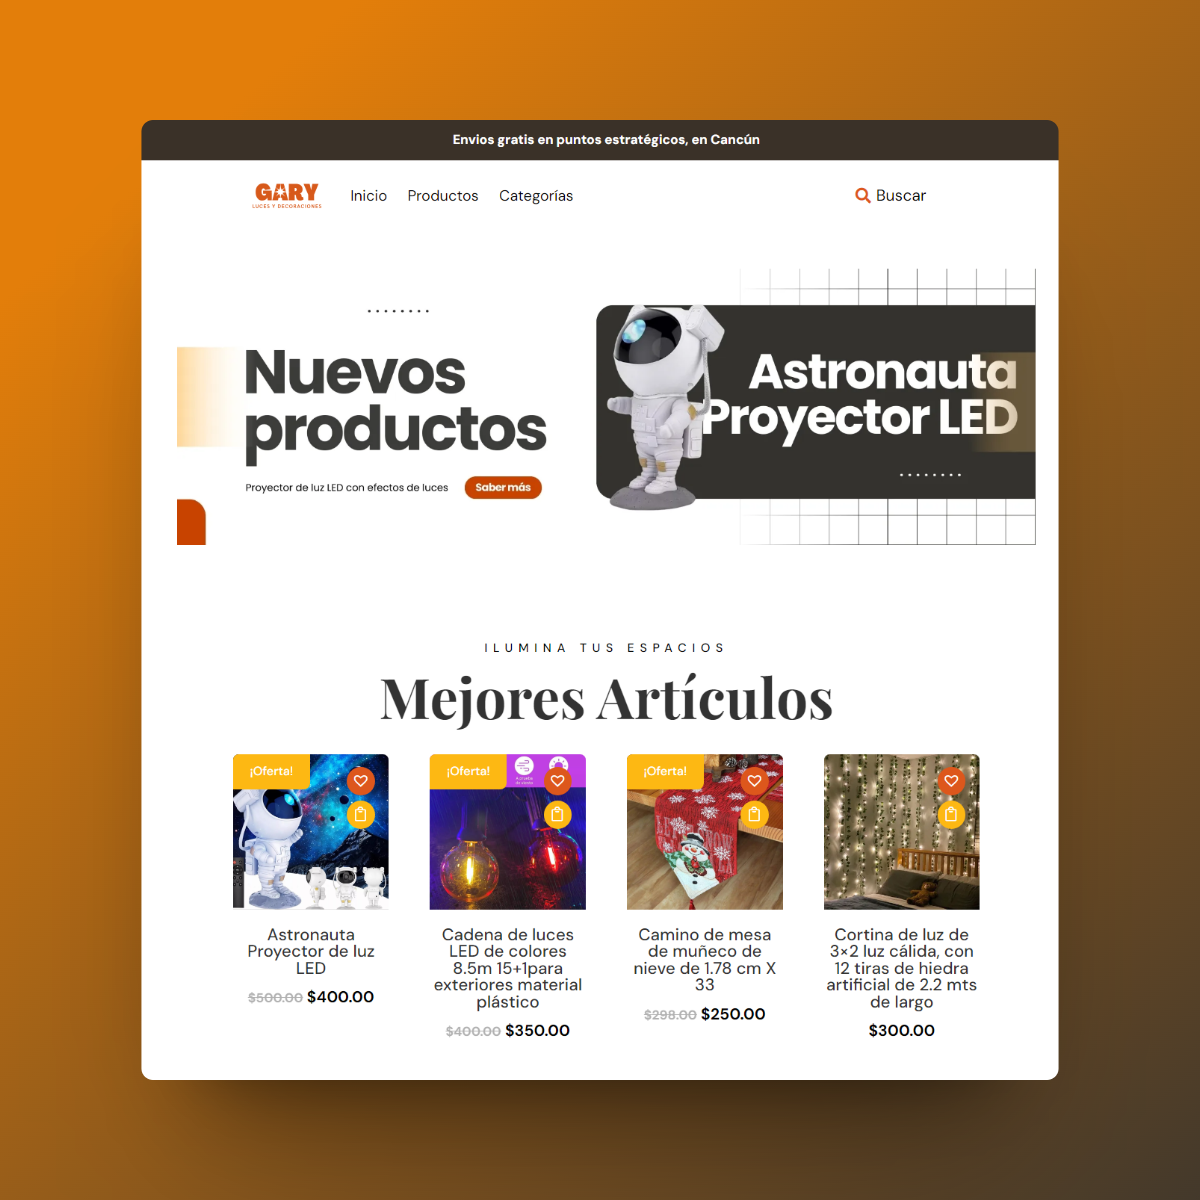 Envios gratis en puntos estratégicos, en Cancún
GARY
LUCES Y DECORACIONES
Inicio
Productos
Categorías
Buscar
Nuevos
productos
Proyector de luz LED con efectos de luces
Saber más
Astronauta
Proyector LED
ILUMINA TUS ESPACIOS
Mejores Artículos
¡Oferta!
Astronauta
Proyector de luz
LED
$500.00 $400.00
¡Oferta!
Cadena de luces
LED de colores
8.5m 15+1para
exteriores material
plástico
$400.00 $350.00
¡Oferta!
Camino de mesa
de muñeco de
nieve de 1.78 cm X
33
$298.00 $250.00
Cortina de luz de
3×2 luz cálida, con
12 tiras de hiedra
artificial de 2.2 mts
de largo
$300.00